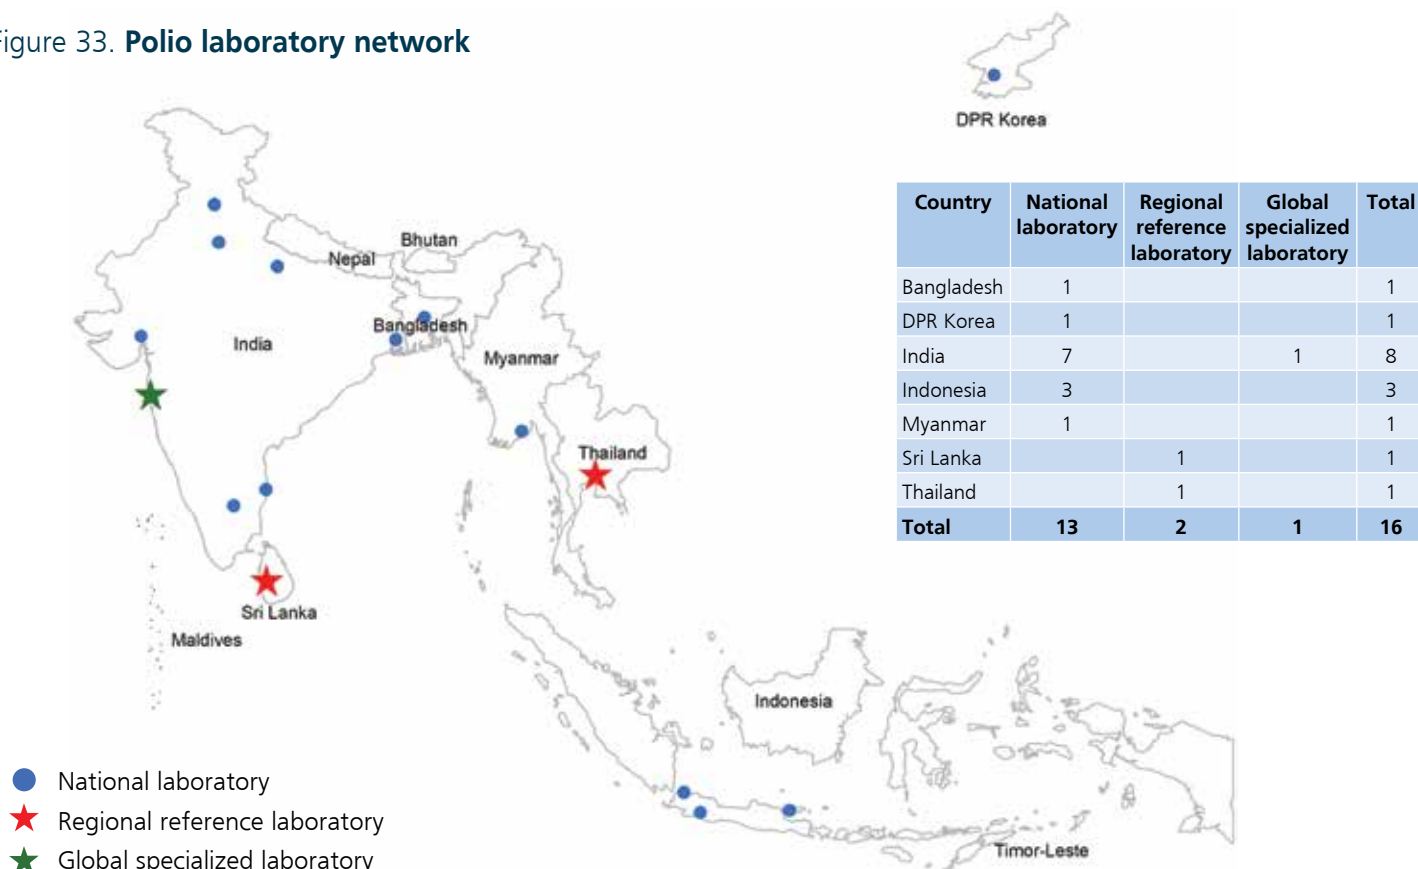 Figure 33. Polio laboratory network
DPR Korea
Bhutan
Nepal
Bangladesh
India
Myanmar
Thailand
Sri Lanka
Maldives
Indonesia
Timor-Leste
Country National laboratory Regional reference laboratory Global specialized laboratory Total
Bangladesh 1 1
DPR Korea 1 1
India 7 1 8
Indonesia 3 3
Myanmar 1 1
Sri Lanka 1 1
Thailand 1 1
Total 13 2 1 16
National laboratory
Regional reference laboratory
Global specialized laboratory